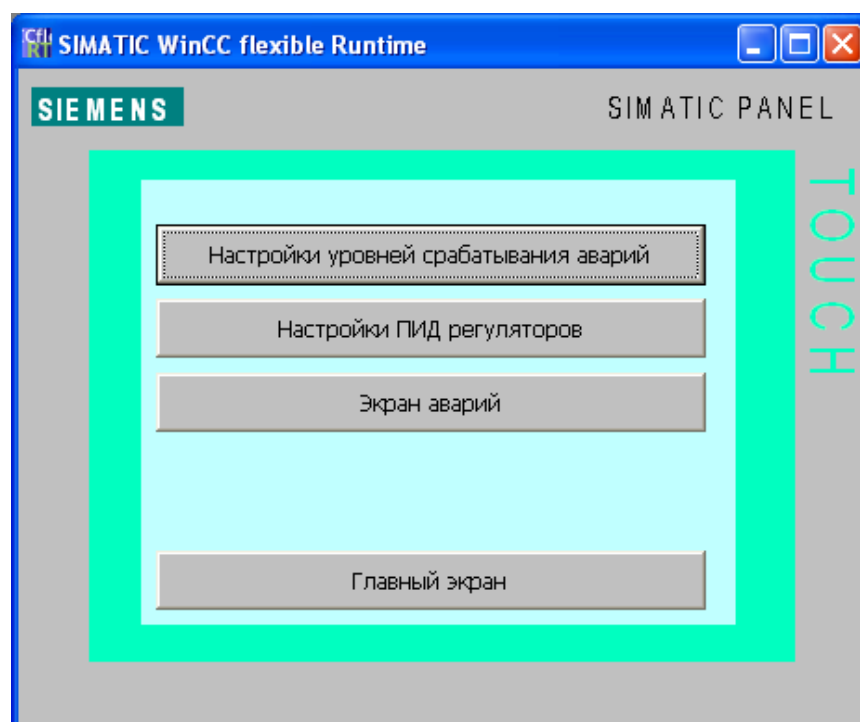 SIMATIC WinCC flexible Runtime
SIEMENS
SIMATIC PANEL
TOUCH
Настройки уровней срабатывания аварий
Настройки ПИД регуляторов
Экран аварий
Главный экран